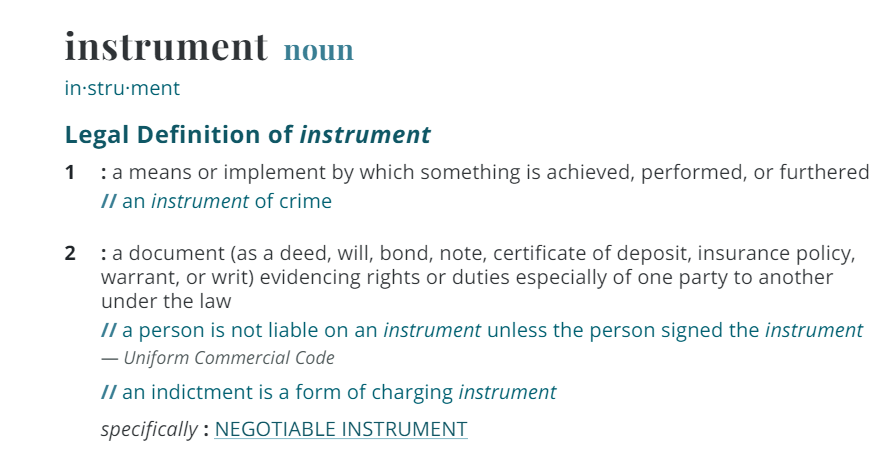 instrument noun
in·stru·ment
Legal Definition of instrument
1 : a means or implement by which something is achieved, performed, or furthered
// an instrument of crime
2 : a document (as a deed, will, bond, note, certificate of deposit, insurance policy,
warrant, or writ) evidencing rights or duties especially of one party to another
under the law
// a person is not liable on an instrument unless the person signed the instrument
— Uniform Commercial Code
// an indictment is a form of charging instrument
specifically : NEGOTIABLE INSTRUMENT